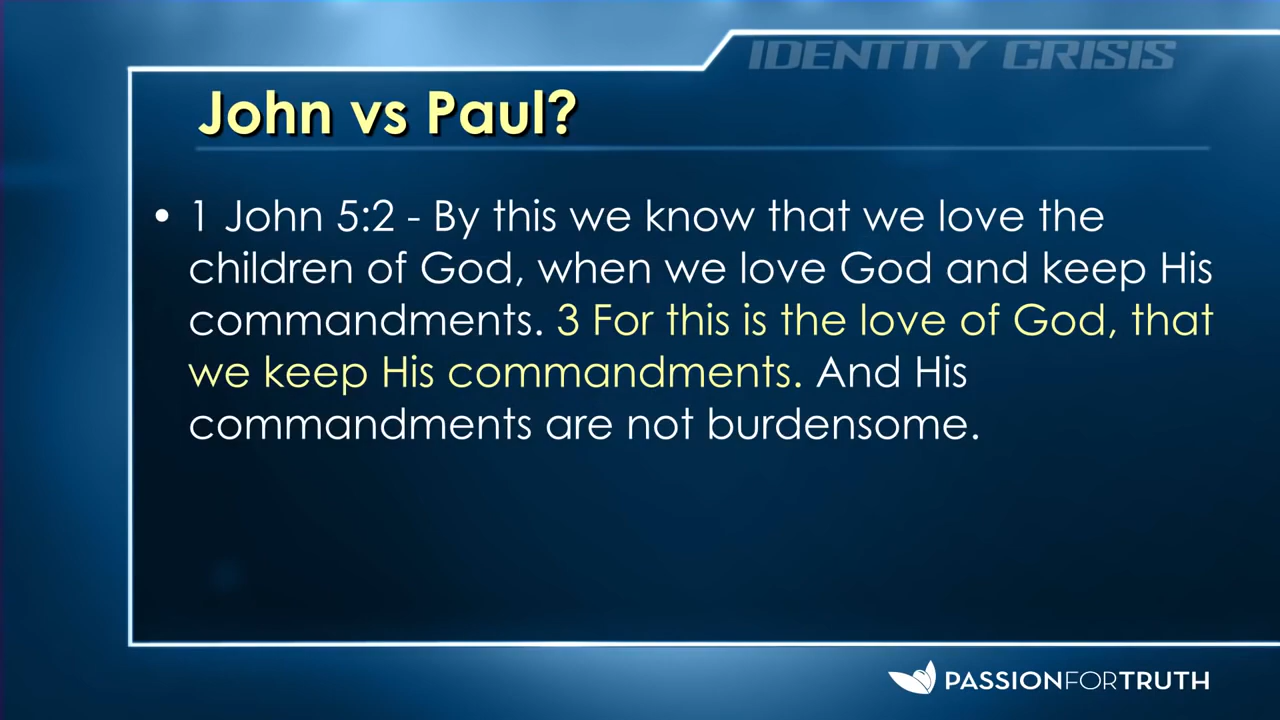 IDENTITY CRISIS
John vs Paul?
• 1 John 5:2 - By this we know that we love the
children of God, when we love God and keep His
commandments. 3 For this is the love of God, that
we keep His commandments. And His
commandments are not burdensome.
PASSIONFORTRUTH